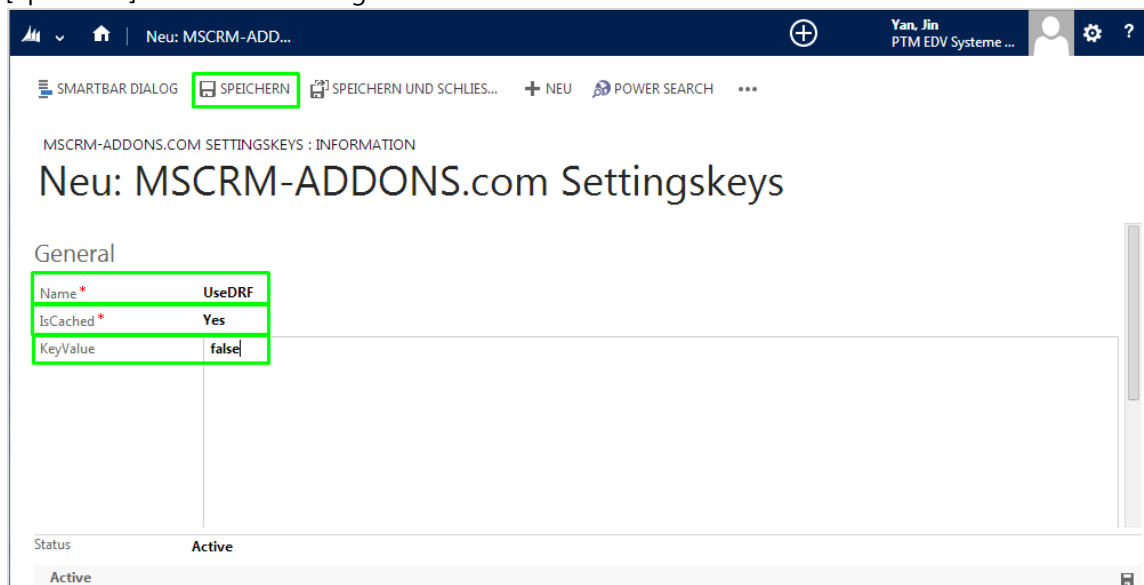 Neu: MSCRM-ADD...
Yan, Jin
PTM EDV Systeme ...
?
SMARTBAR DIALOG
SPEICHERN
SPEICHERN UND SCHLIES...
NEU
POWER SEARCH
...
MSCRM-ADDONS.COM SETTINGSKEYS : INFORMATION
Neu: MSCRM-ADDONS.com Settingskeys
General
Name* UseDRF
IsCached* Yes
KeyValue false
Status Active
Active